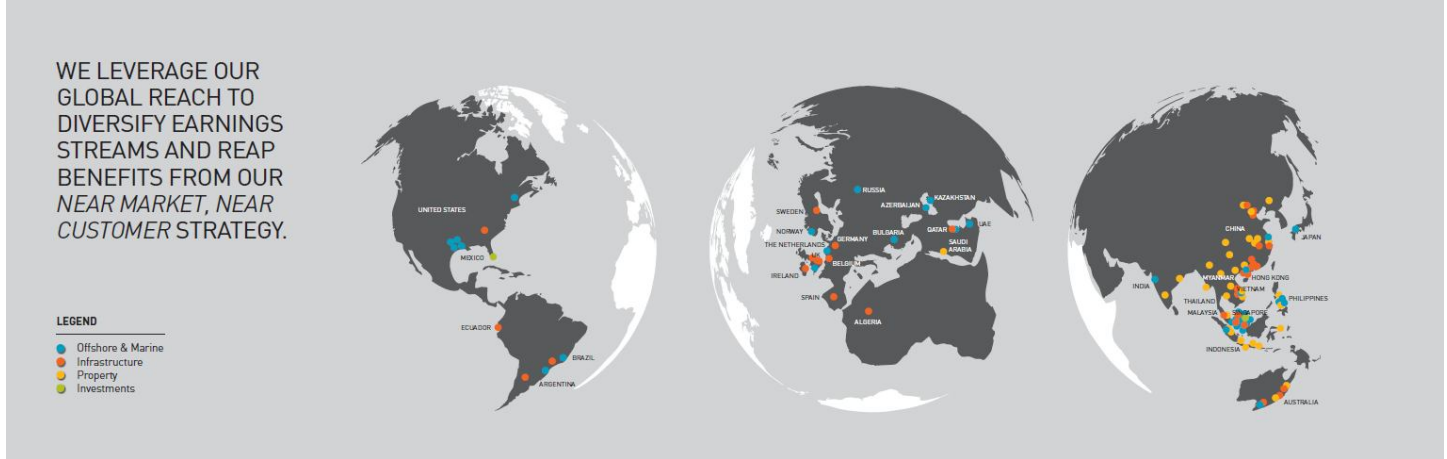 WE LEVERAGE OUR
GLOBAL REACH TO
DIVERSIFY EARNINGS
STREAMS AND REAP
BENEFITS FROM OUR
NEAR MARKET, NEAR
CUSTOMER STRATEGY.
LEGEND
Offshore & Marine
Infrastructure
Property
Investments
UNITED STATES
MEXICO
ECUADOR
BRAZIL
ARGENTINA
RUSSIA
KAZAKHSTAN
AZERBAIJAN
SWEDEN
NORWAY
BULGARIA
QATAR
UAE
GERMANY
THE NETHERLANDS
SAUDI
ARABIA
UK
BELGIUM
IRELAND
SPAIN
ALGERIA
CHINA
JAPAN
INDIA
MYANMAR
HONG KONG
VIETNAM
THAILAND
PHILIPPINES
MALAYSIA
SINGAPORE
INDONESIA
AUSTRALIA